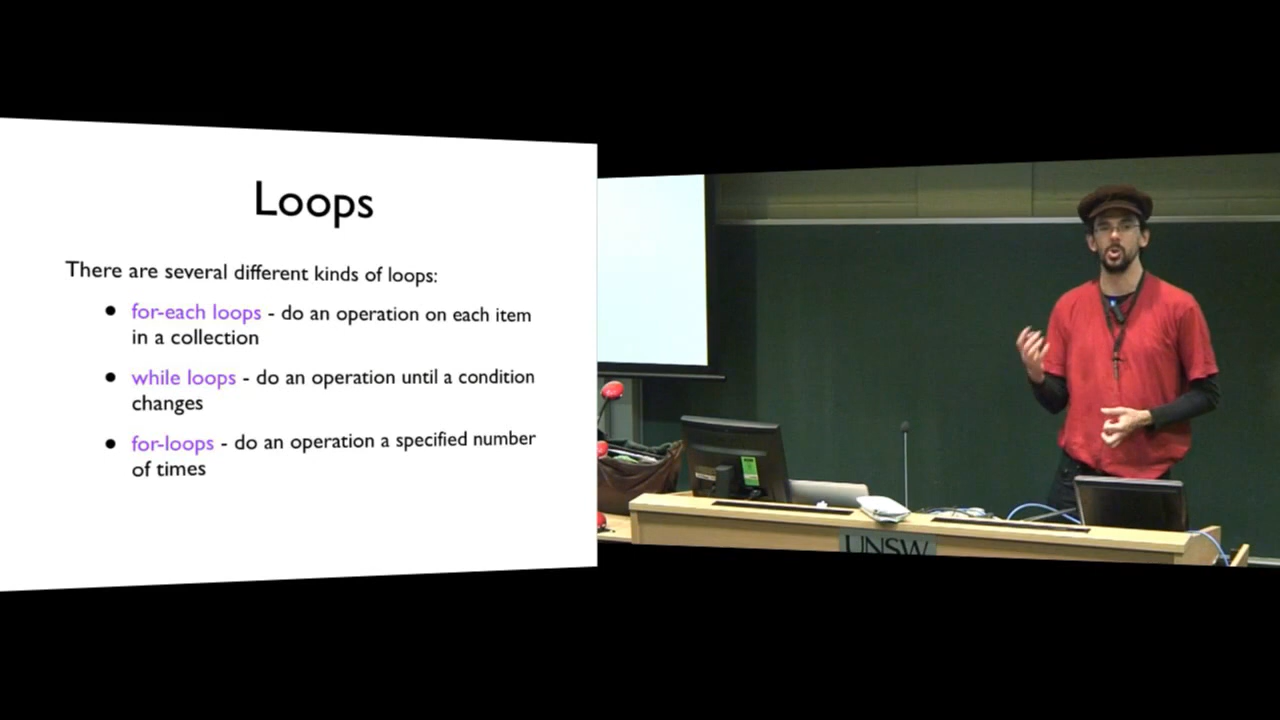 Loops
There are several different kinds of loops:
• for-each loops - do an operation on each item
in a collection
• while loops - do an operation until a condition
changes
• for-loops - do an operation a specified number
of times
UNSW